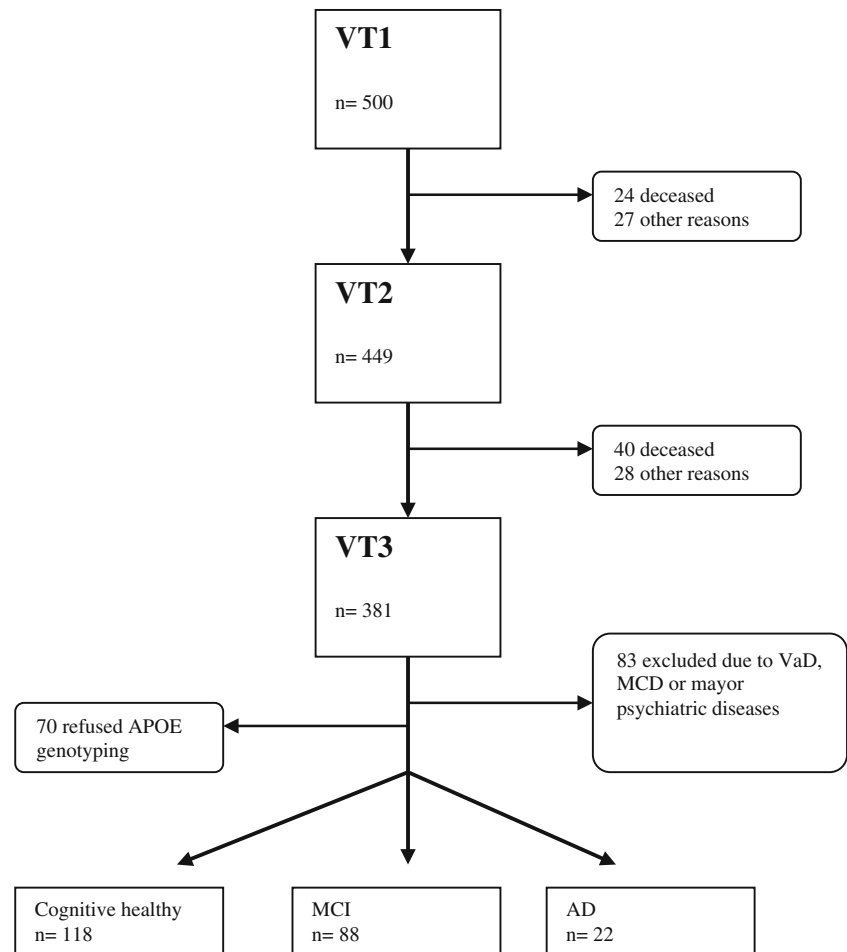 VT1
n= 500
24 deceased
27 other reasons
VT2
n= 449
40 deceased
28 other reasons
VT3
n= 381
83 excluded due to VaD,
MCD or mayor
psychiatric diseases
70 refused APOE
genotyping
Cognitive healthy
n= 118
MCI
n= 88
AD
n= 22